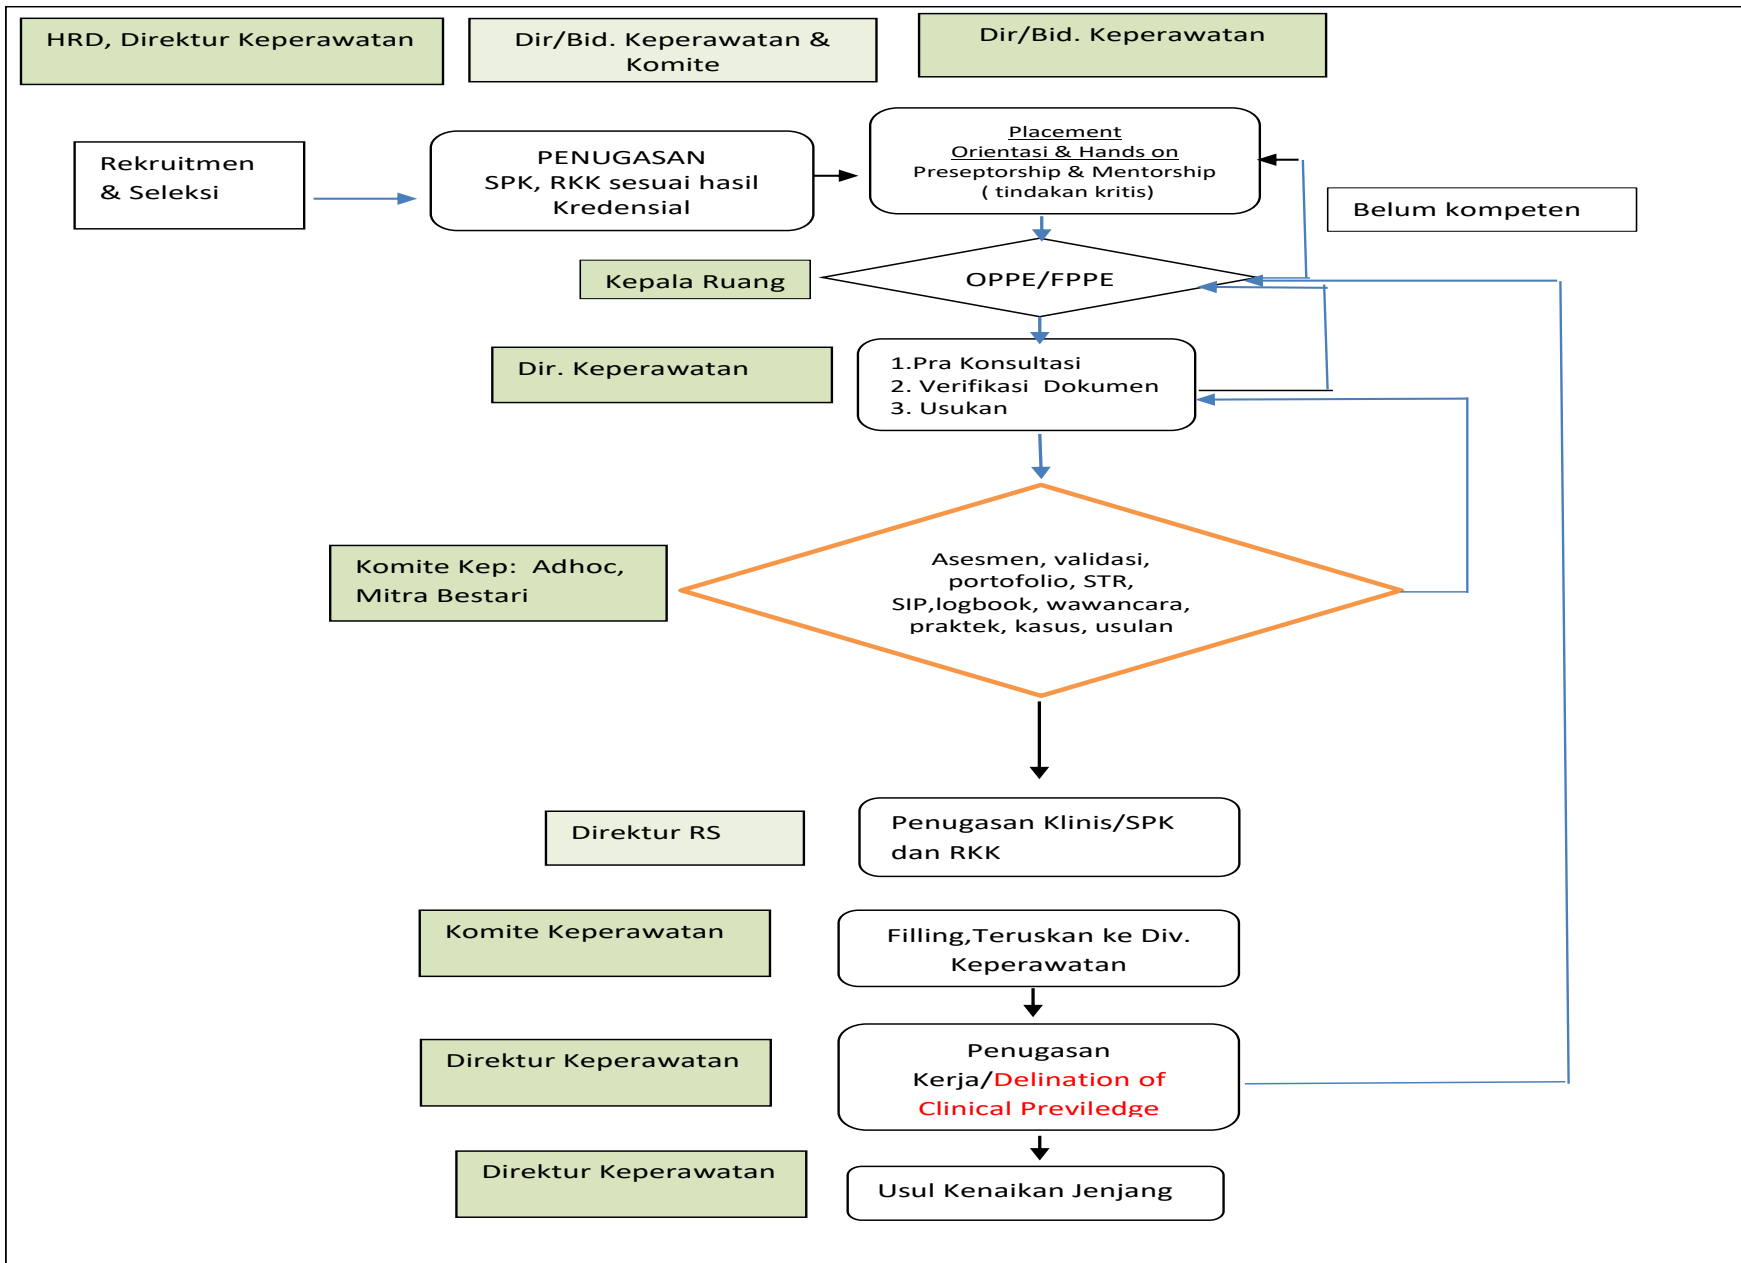 HRD, Direktur Keperawatan
Dir/Bid. Keperawatan &
Komite
Dir/Bid. Keperawatan
Rekruitmen
& Seleksi
PENUGASAN
SPK, RKK sesuai hasil
Kredensial
Placement
Orientasi & Hands on
Preseptorship & Mentorship
( tindakan kritis)
Belum kompeten
Kepala Ruang
OPPE/FPPE
Dir. Keperawatan
1.Pra Konsultasi
2. Verifikasi Dokumen
3. Usukan
Komite Kep: Adhoc,
Mitra Bestari
Asesmen, validasi,
portofolio, STR,
SIP,logbook, wawancara,
praktek, kasus, usulan
Direktur RS
Penugasan Klinis/SPK
dan RKK
Komite Keperawatan
Filling,Teruskan ke Div.
Keperawatan
Direktur Keperawatan
Penugasan
Kerja/Delination of
Clinical Previledge
Direktur Keperawatan
Usul Kenaikan Jenjang